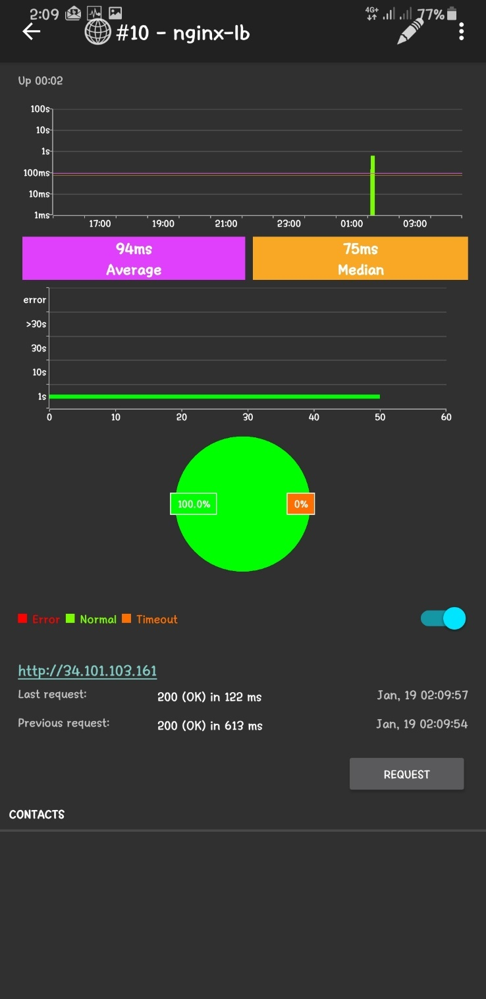 2:09 4G+ 77%
#10 - nginx-lb
Up 00:02
100s
10s
1s
100ms
10ms
1ms
17:00 19:00 21:00 23:00 01:00 03:00
94ms 75ms
Average Median
error
>30s
30s
10s
1s
0 10 20 30 40 50 60
100.0% 0%
Error Normal Timeout
http://34.101.103.161
Last request: 200 (OK) in 122 ms Jan, 19 02:09:57
Previous request: 200 (OK) in 613 ms Jan, 19 02:09:54
REQUEST
CONTACTS